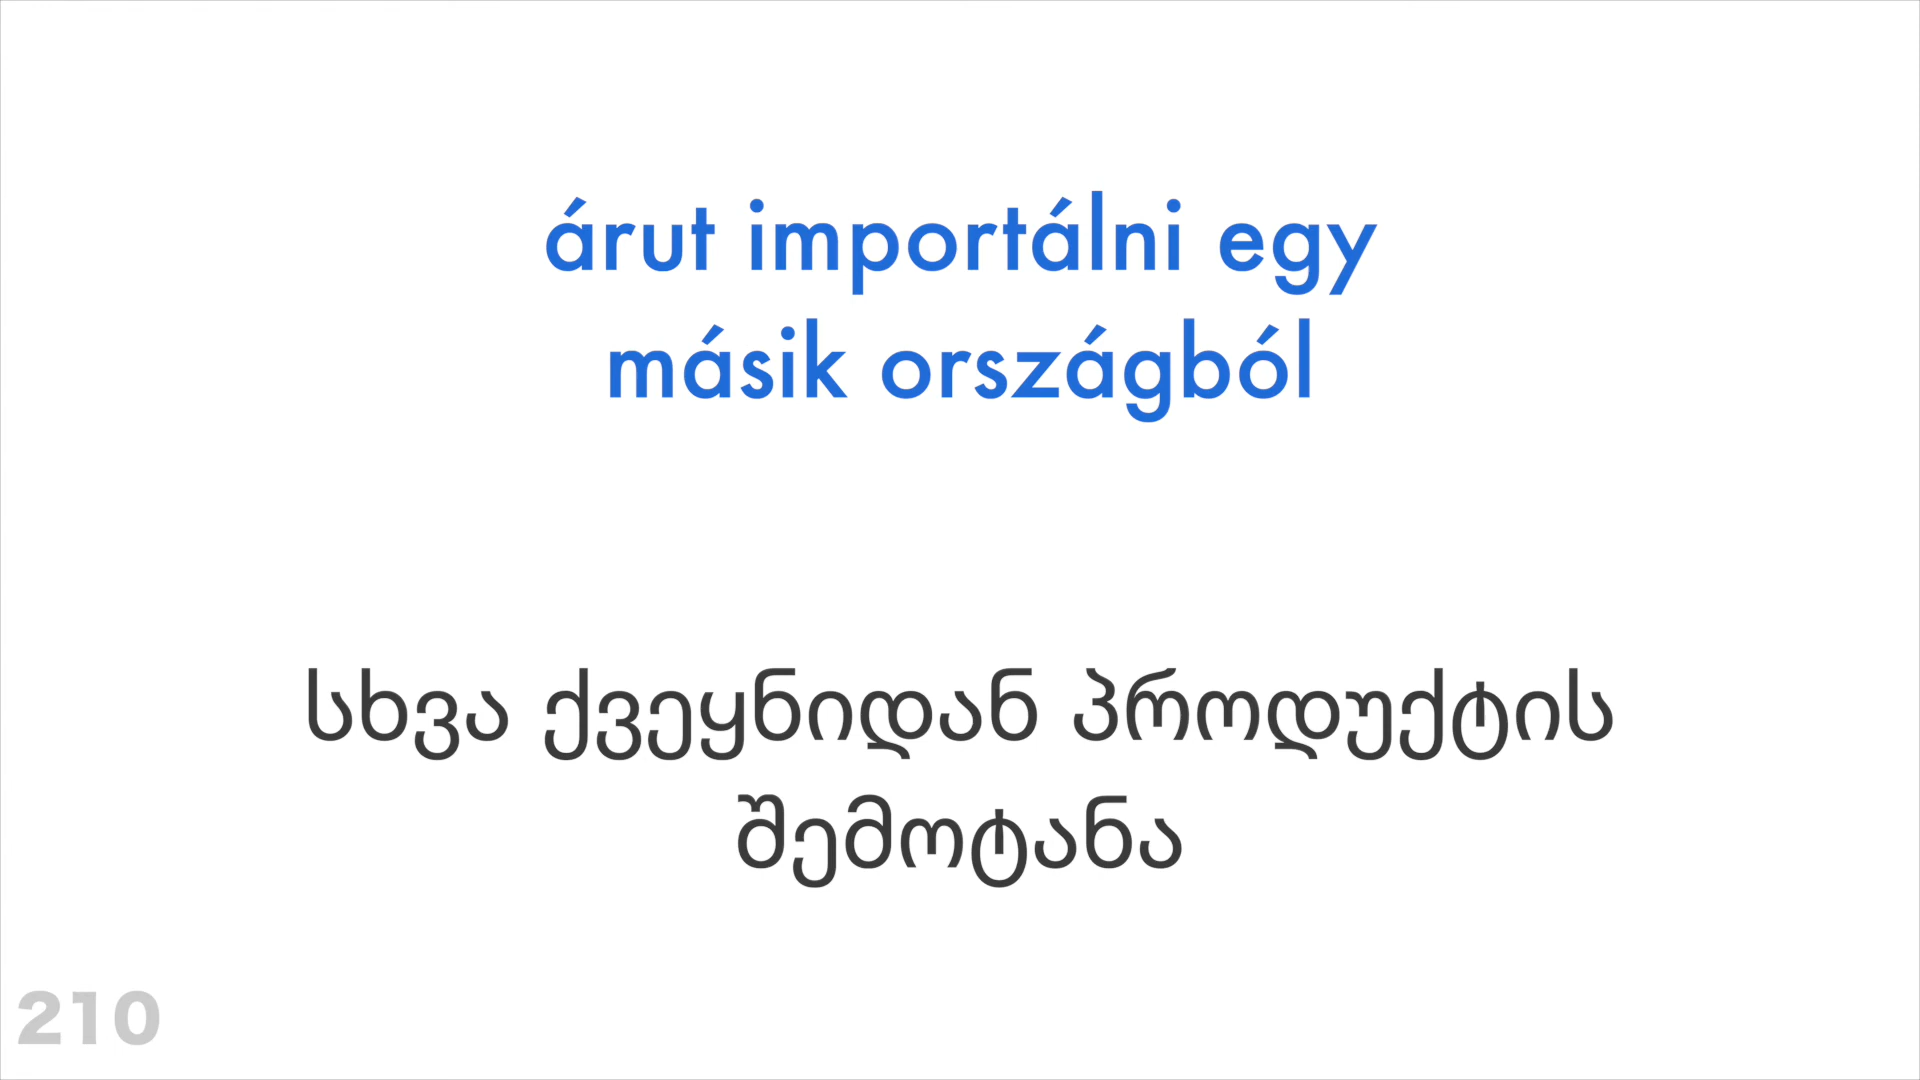 árut importálni egy
másik országból
სხვა ქვეყნიდან პროდუქტის
შემოტანა
210